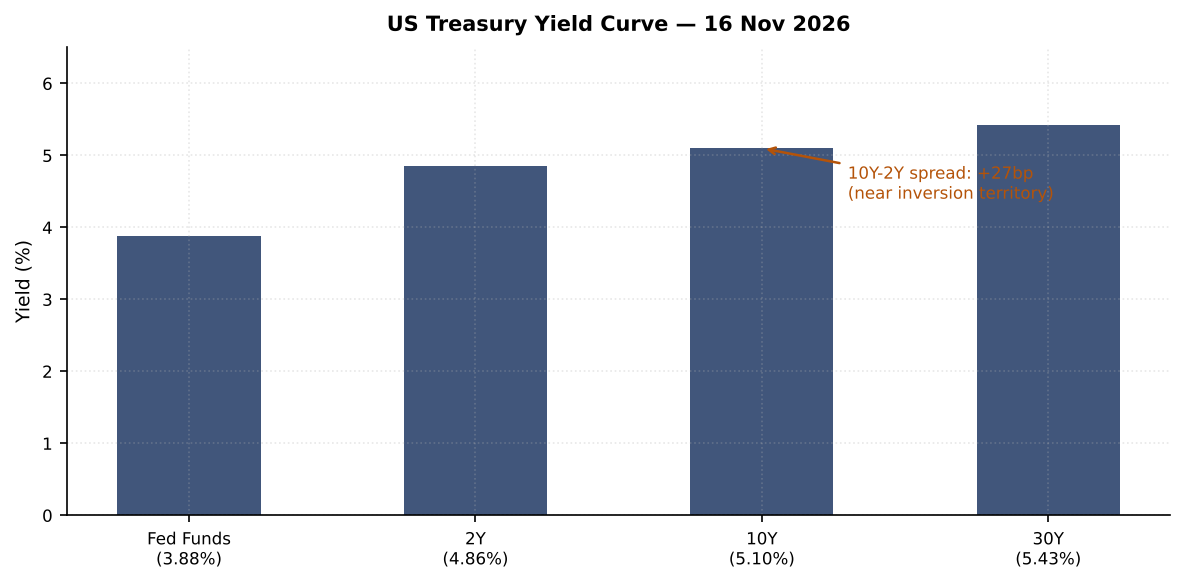 US Treasury Yield Curve — 16 Nov 2026
Yield (%)
6
5
4
3
2
1
0
10Y-2Y spread: +27bp
(near inversion territory)
Fed Funds
(3.88%)
2Y
(4.86%)
10Y
(5.10%)
30Y
(5.43%)